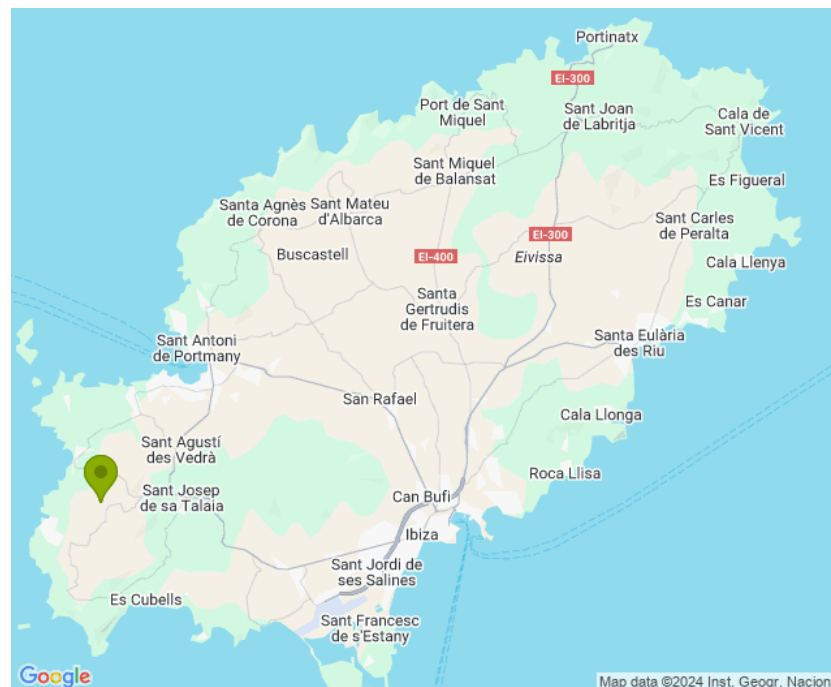 Portinatx
EI-300
Port de Sant
Miquel
Sant Joan
de Labritja
Cala de
Sant Vicent
Sant Miquel
de Balansat
Es Figueral
Santa Agnès
de Corona
Sant Mateu
d'Albarca
Sant Carles
de Peralta
EI-300
Buscastell
EI-400
Eivissa
Cala Llenya
Santa
Gertrudis
de Fruitera
Es Canar
Sant Antoni
de Portmany
Santa Eulària
des Riu
San Rafael
Cala Llonga
Sant Agustí
des Vedrà
Roca Llisa
Sant Josep
de sa Talaia
Can Bufí
Ibiza
Sant Jordi de
ses Salines
Es Cubells
Sant Francesc
de s'Estany
Google
Map data ©2024 Inst. Geogr. Nacion